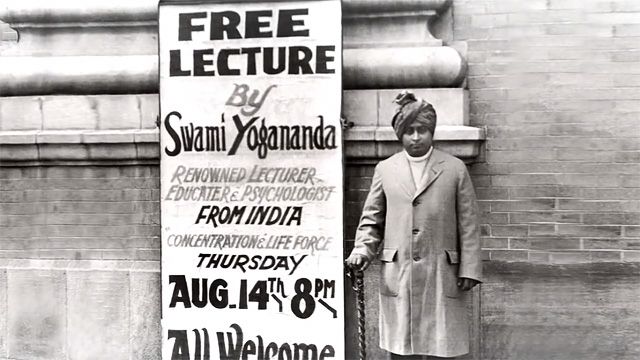 FREE
LECTURE
By
Swami Yogananda
RENOWNED LECTURER-
EDUCATER & PSYCHOLOGIST
FROM INDIA
CONCENTRATION & LIFE FORCE
THURSDAY
AUG. 14TH 8PM
All Welcome